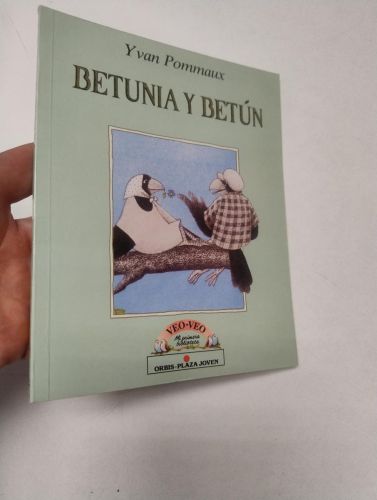 Yvan Pommaux
BETUNIA Y BETÚN
VEO-VEO
Mi primera
biblioteca
ORBIS-PLAZA JOVEN